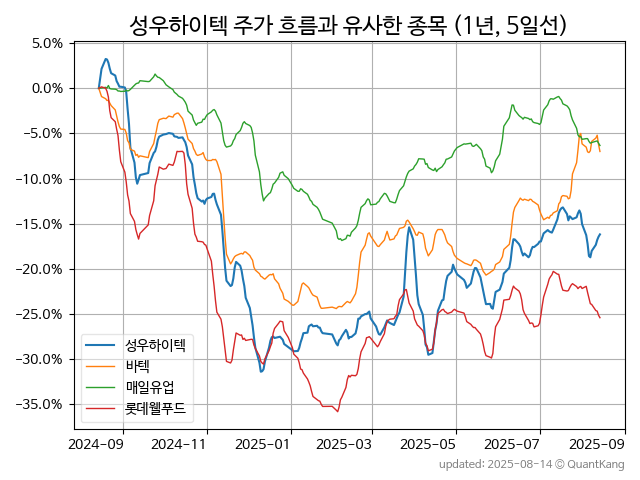 성우하이텍 주가 흐름과 유사한 종목 (1년, 5일선)
5.0%
0.0%
−5.0%
−10.0%
−15.0%
−20.0%
−25.0%
−30.0%
−35.0%
성우하이텍
바텍
매일유업
롯데웰푸드
2024-09 2024-11 2025-01 2025-03 2025-05 2025-07 2025-09
updated: 2025-08-14 © QuantKang